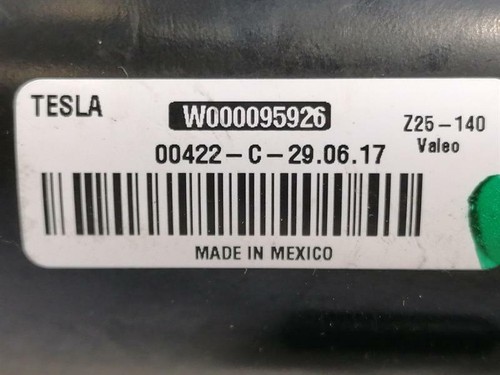 TESLA
W000095926
Z25-140
Valeo
00422-C-29.06.17
MADE IN MEXICO